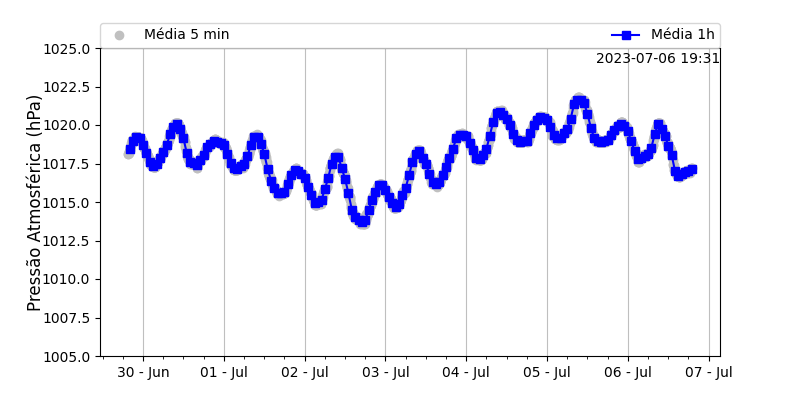 Média 5 min
Média 1h
2023-07-06 19:31
Pressão Atmosférica (hPa)
1025.0
1022.5
1020.0
1017.5
1015.0
1012.5
1010.0
1007.5
1005.0
30 - Jun 01 - Jul 02 - Jul 03 - Jul 04 - Jul 05 - Jul 06 - Jul 07 - Jul